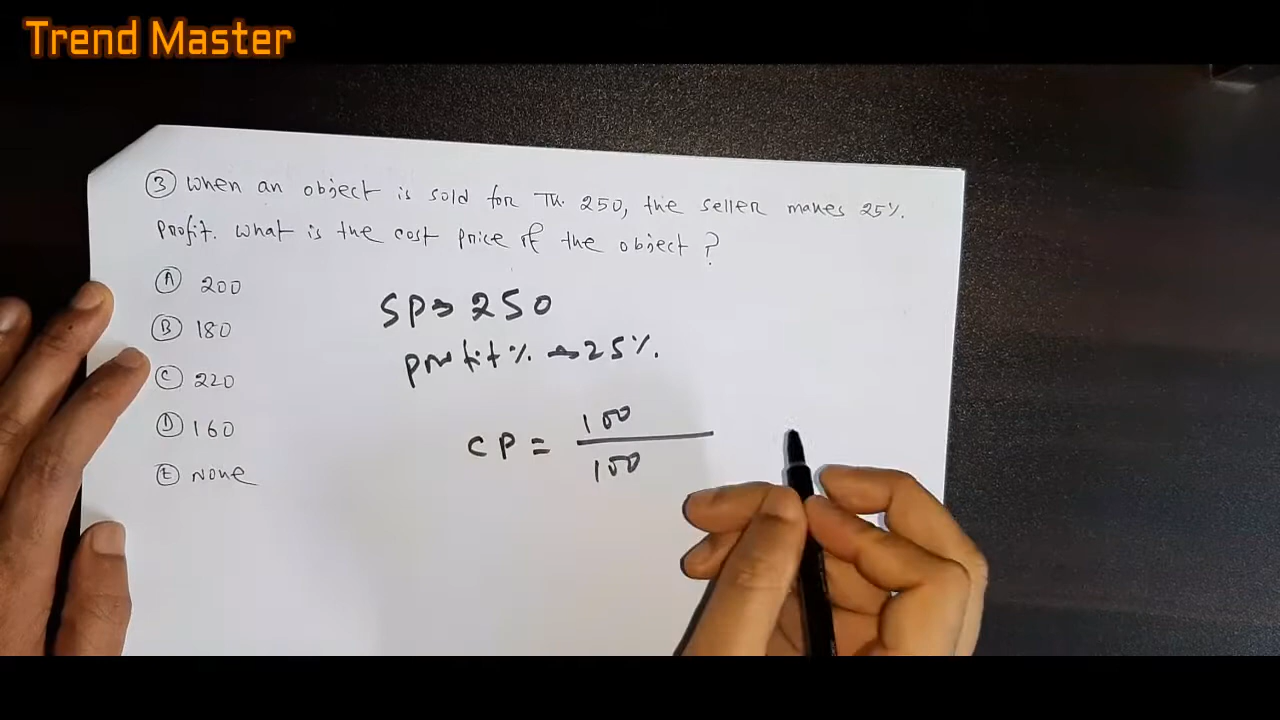 Trend Master
③ When an object is sold for TK. 250, the seller makes 25%.
Profit. What is the cost price of the object ?
Ⓐ 200
Ⓑ 180
Ⓒ 220
Ⓓ 160
Ⓔ None
SP → 250
Profit % → 25%.
CP = 100
100